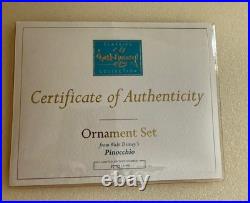 CLASSICS
Walt Disney
COLLECTION
Certificate of Authenticity
Ornament Set
from Walt Disney's
Pinocchio